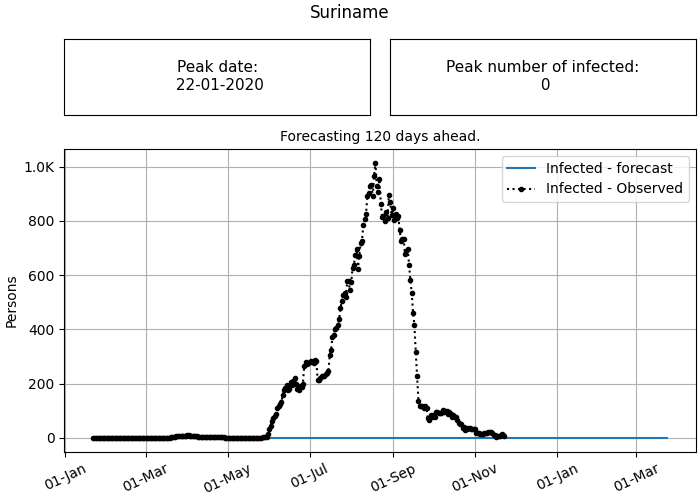 Suriname
Peak date:
22-01-2020
Peak number of infected:
0
Forecasting 120 days ahead.
Infected - forecast
Infected - Observed
Persons
1.0K
800
600
400
200
0
01-Jan
01-Mar
01-May
01-Jul
01-Sep
01-Nov
01-Jan
01-Mar